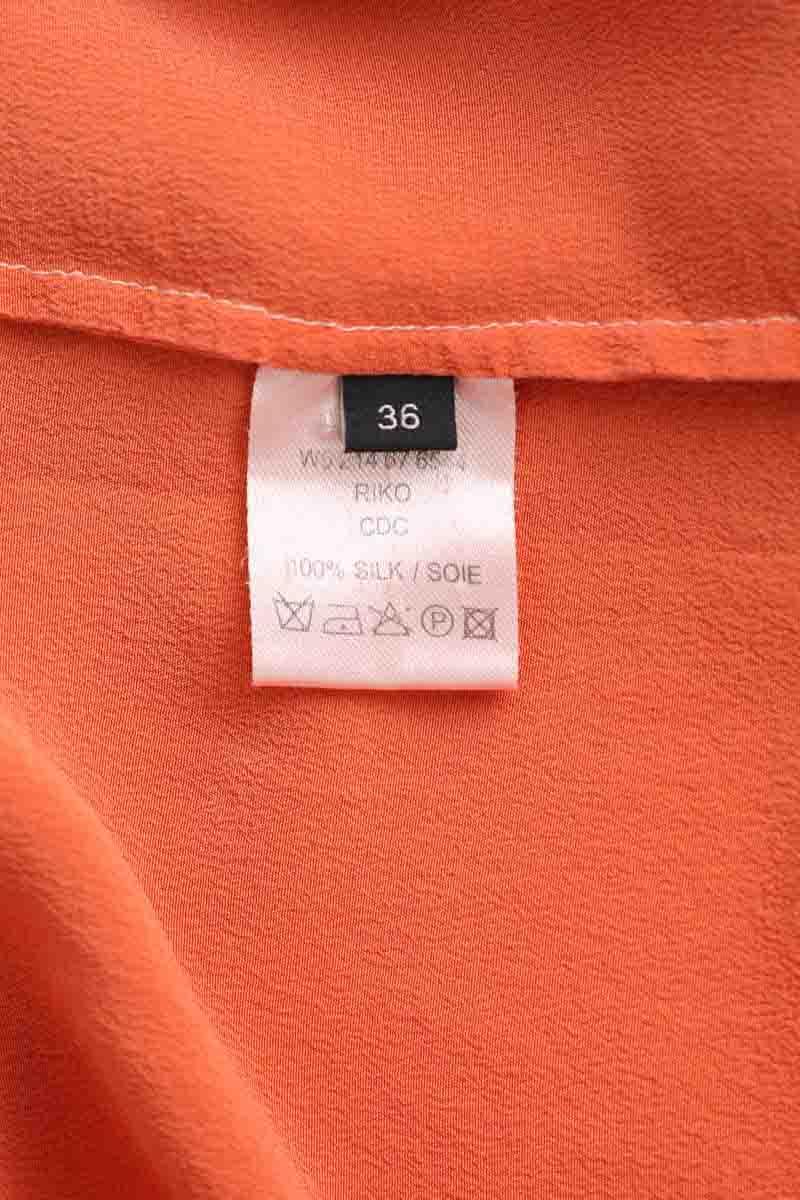 36
RIKO
CDC
100% SILK / SOIE
P